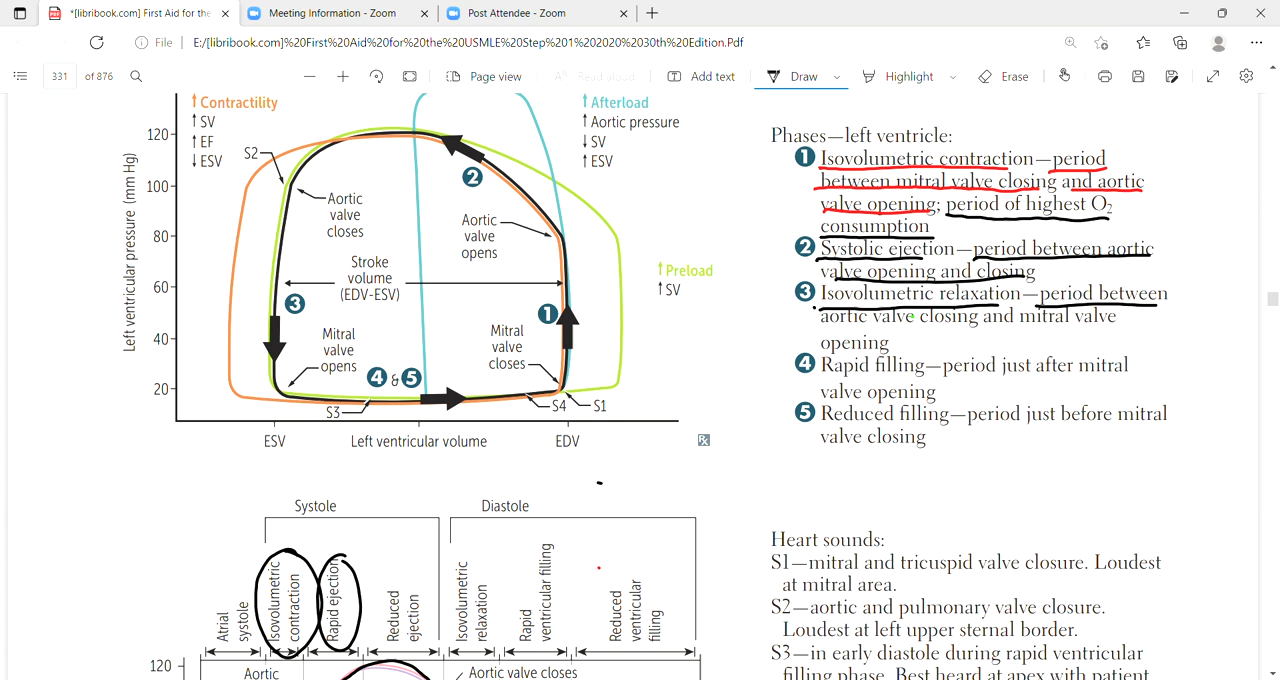 *[libribook.com] First Aid for the
Meeting Information - Zoom
Post Attendee - Zoom
File
E:/[libribook.com]%20First%20Aid%20for%20the%20USMLE%20Step%201%202020%2030th%20Edition.Pdf
331 of 876
Page view
Read aloud
Add text
Draw
Highlight
Erase
↑ Contractility
↑ SV
↑ EF
↓ ESV
↑ Afterload
↑ Aortic pressure
↓ SV
↑ ESV
↑ Preload
↑ SV
Left ventricular pressure (mm Hg)
120
100
80
60
40
20
S2
Aortic
valve
closes
2
Aortic
valve
opens
Stroke
volume
(EDV-ESV)
3
1
Mitral
valve
opens
Mitral
valve
closes
4 & 5
S3
S4
S1
ESV
Left ventricular volume
EDV
Rx
Phases—left ventricle:
1 Isovolumetric contraction—period
between mitral valve closing and aortic
valve opening; period of highest O₂
consumption
2 Systolic ejection—period between aortic
valve opening and closing
3 Isovolumetric relaxation—period between
aortic valve closing and mitral valve
opening
4 Rapid filling—period just after mitral
valve opening
5 Reduced filling—period just before mitral
valve closing
Systole
Diastole
Atrial
systole
Isovolumetric
contraction
Rapid ejection
Reduced
ejection
Isovolumetric
relaxation
Rapid
ventricular filling
Reduced
ventricular
filling
120
Aortic
Aortic valve closes
Heart sounds:
S1—mitral and tricuspid valve closure. Loudest
at mitral area.
S2—aortic and pulmonary valve closure.
Loudest at left upper sternal border.
S3—in early diastole during rapid ventricular
filling phase. Best heard at apex with patient